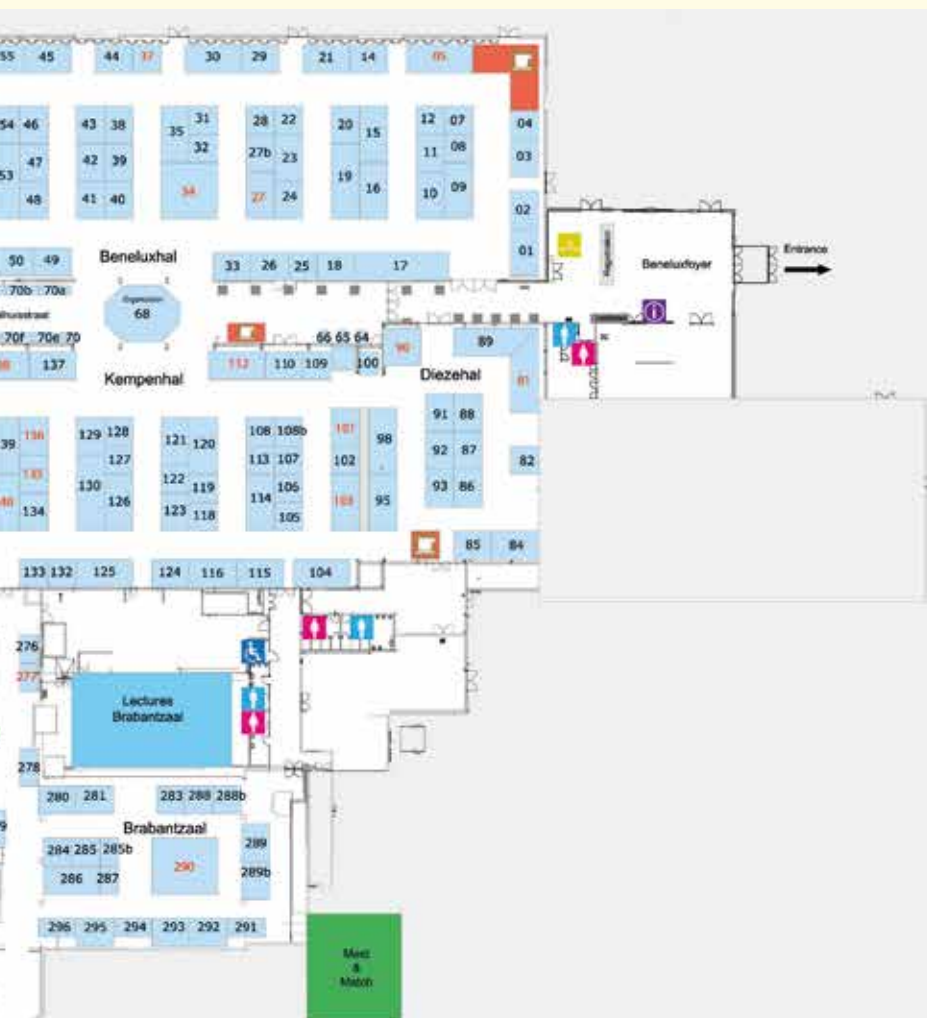 55 45 44 37 30 29 21 14 05
54 46 43 38 35 31 28 22 20 15 12 07 04
32
53 47 42 39 27b 23 11 08 03
34 19 16
48 41 40 27 24 10 09 02
01
50 49 Beneluxhal 33 26 25 18 17
Beneluxfoyer
Entrance
70b 70a
68
70f 70e 70 66 65 64 90 89
137 112 110 109 100
Kempenhal Diezehal 81
91 88
39 136 129 128 121 120 108 108b 101 98
127 113 107 102 92 87 82
130 122 119 106
114 103 95 93 86
134 126 123 118 105
85 84
133 132 125 124 116 115 104
276
277
Lectures
Brabantzaal
278
280 281 283 288 288b
Brabantzaal
284 285 285b 289
286 287 290 289b
296 295 294 293 292 291
Meet
&
Match